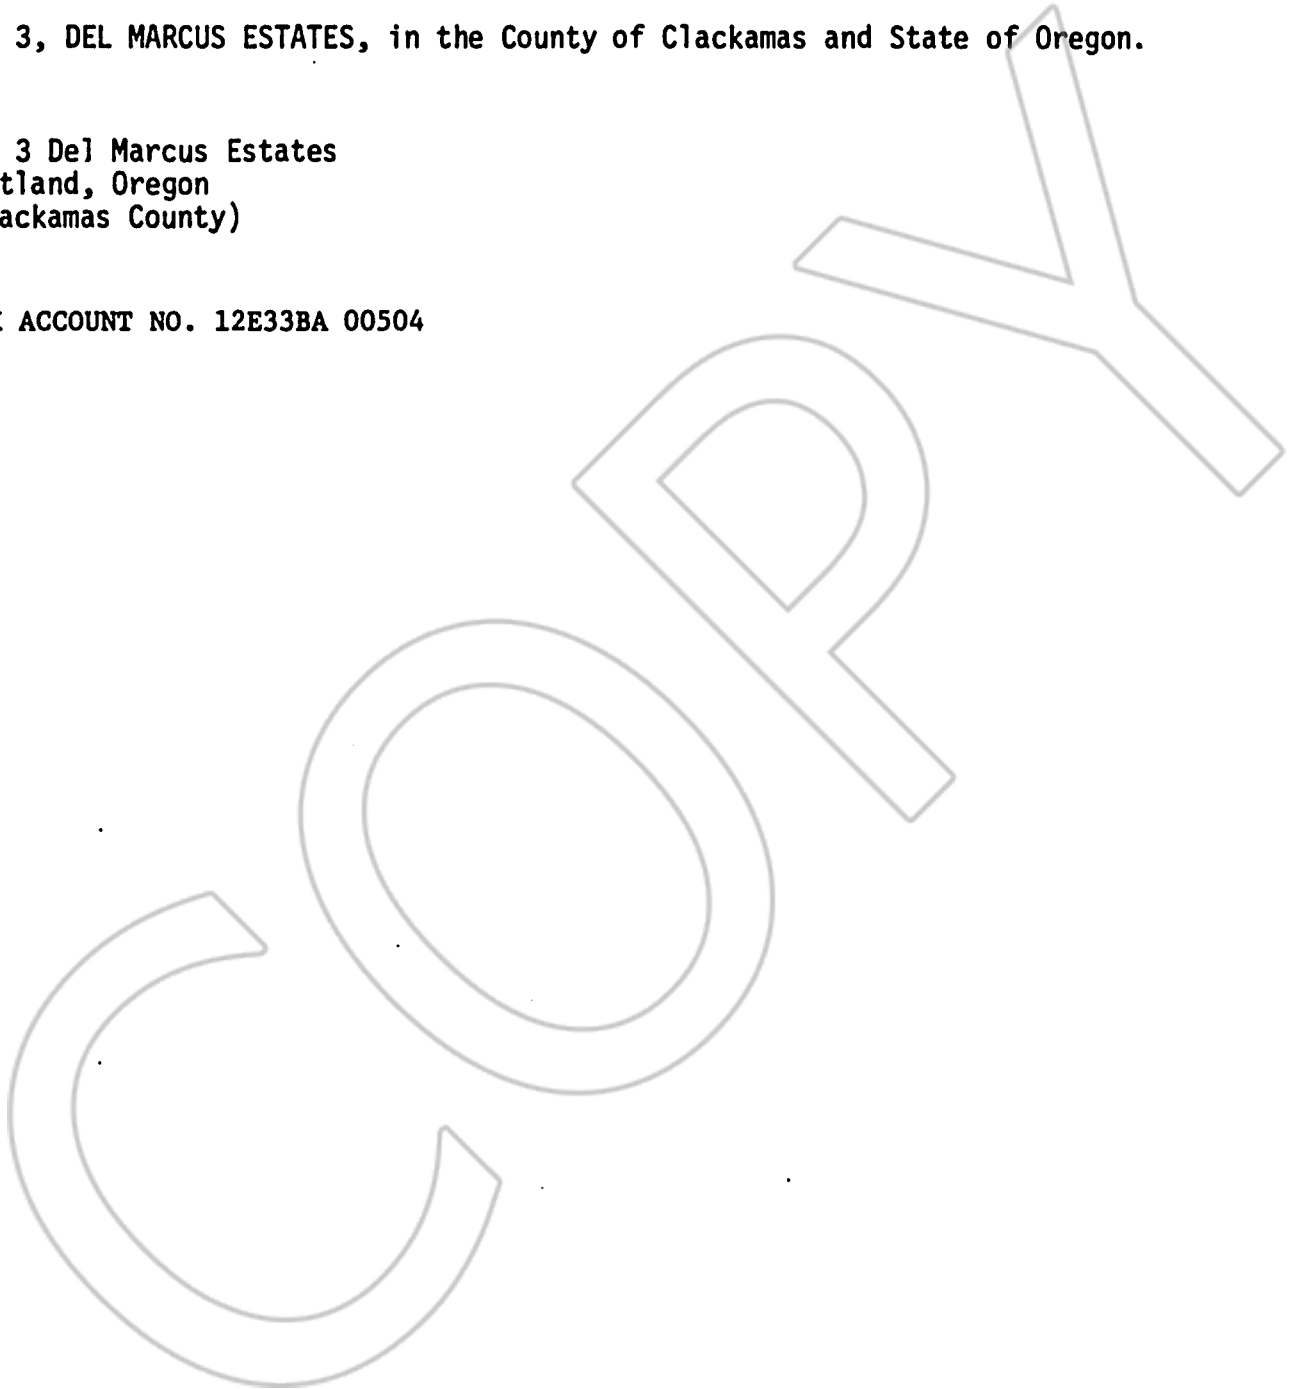 3, DEL MARCUS ESTATES, in the County of Clackamas and State of Oregon.
3 Del Marcus Estates
tland, Oregon
ackamas County)
ACCOUNT NO. 12E33BA 00504
COPY